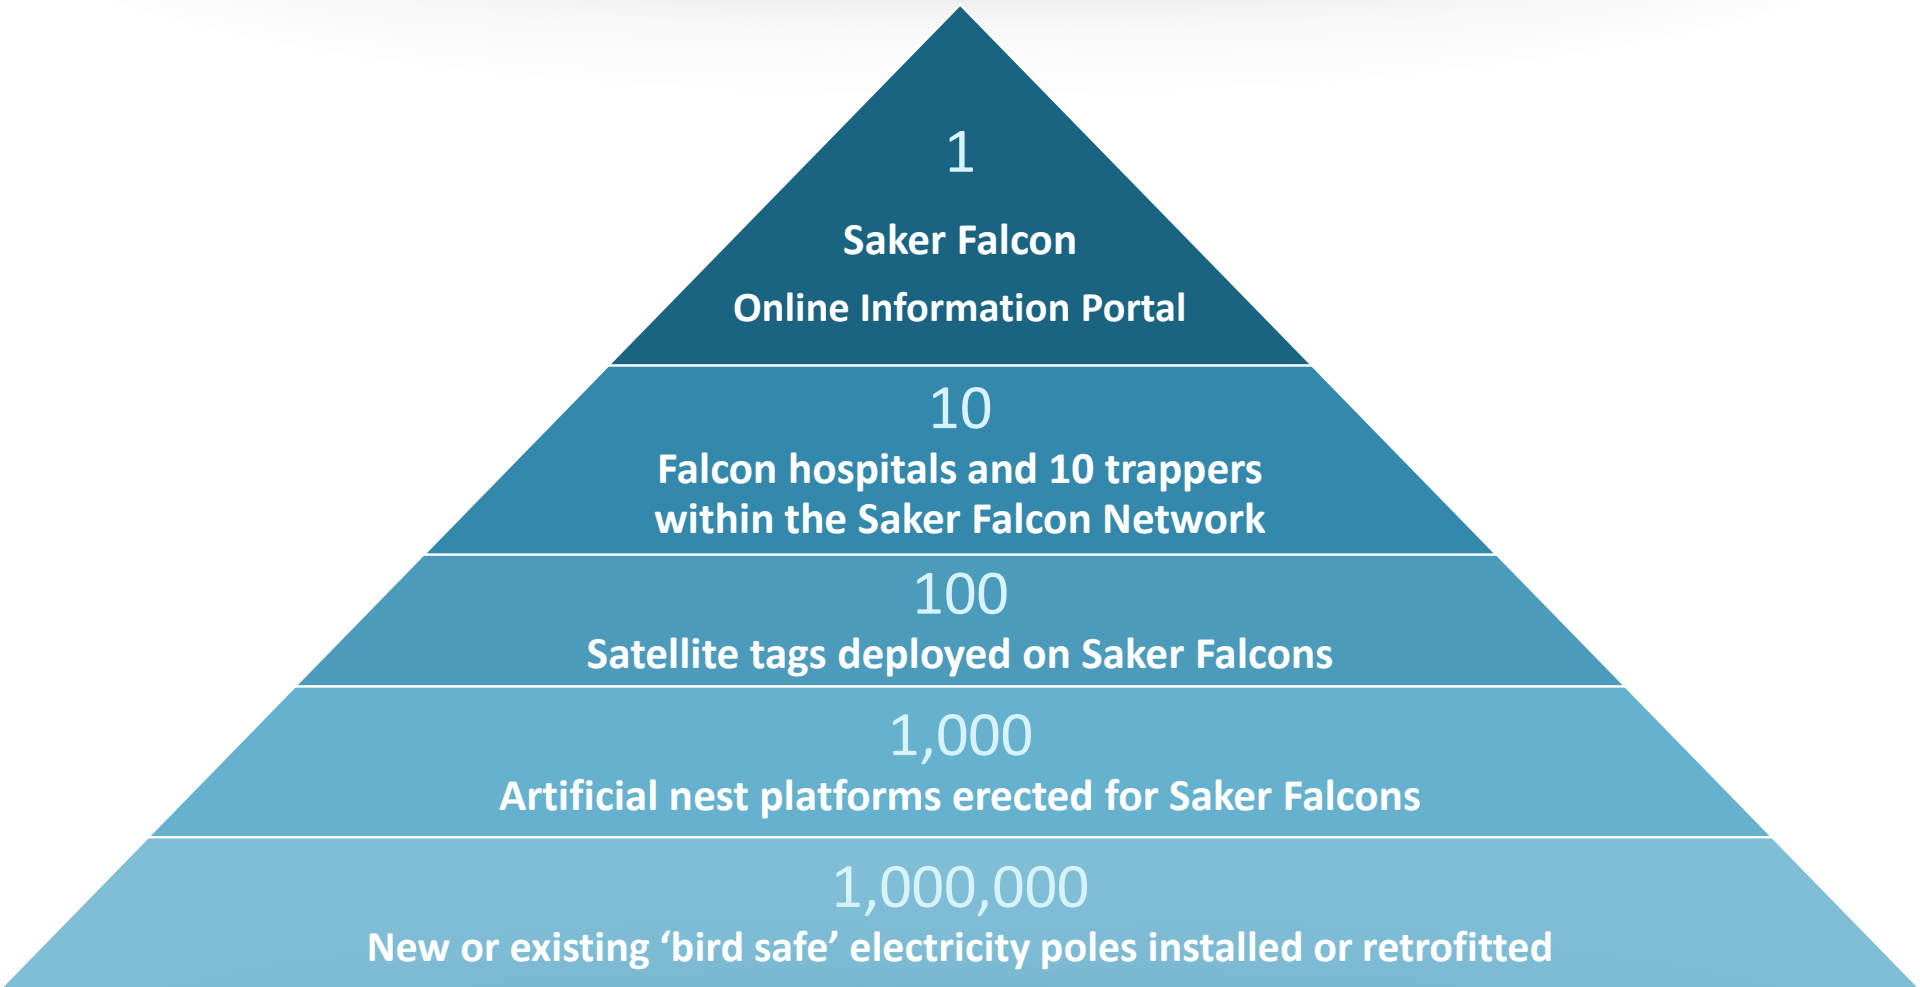 1
Saker Falcon
Online Information Portal
10
Falcon hospitals and 10 trappers
within the Saker Falcon Network
100
Satellite tags deployed on Saker Falcons
1,000
Artificial nest platforms erected for Saker Falcons
1,000,000
New or existing ‘bird safe’ electricity poles installed or retrofitted